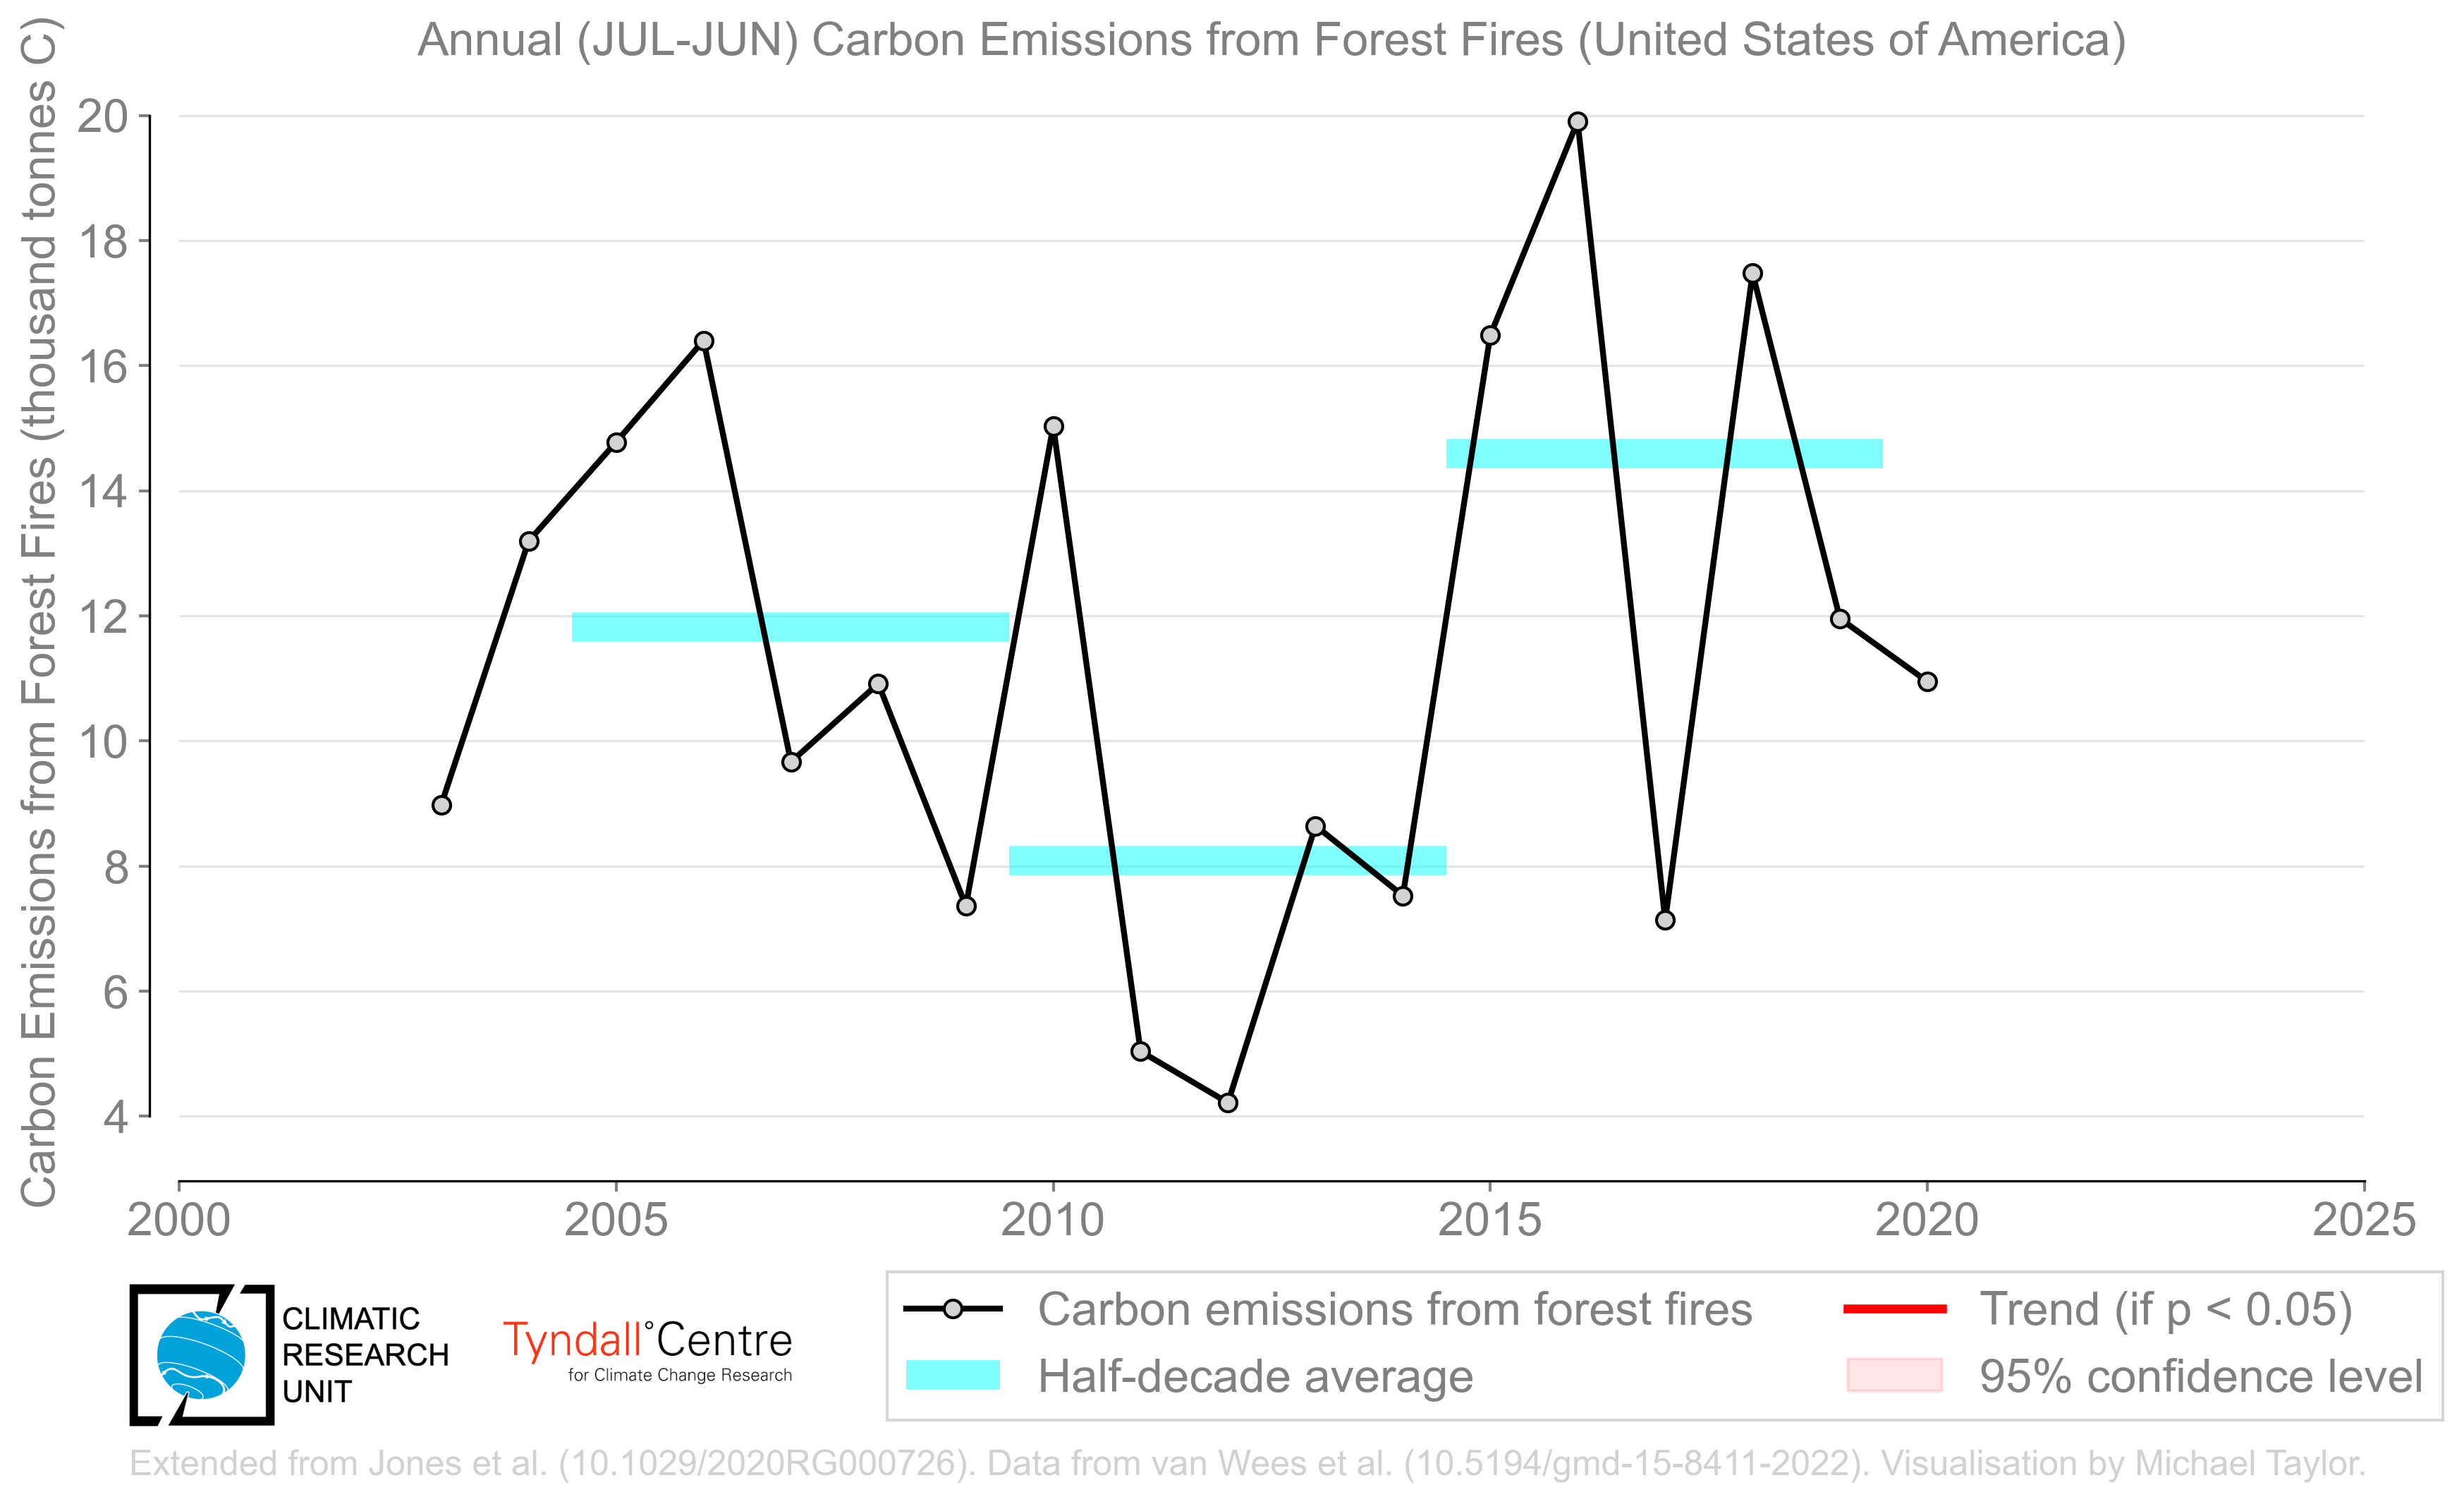 Annual (JUL-JUN) Carbon Emissions from Forest Fires (United States of America)
Carbon Emissions from Forest Fires (thousand tonnes C)
20
18
16
14
12
10
8
6
4
2000 2005 2010 2015 2020 2025
CLIMATIC
RESEARCH
UNIT
Tyndall°Centre
for Climate Change Research
Carbon emissions from forest fires
Half-decade average
Trend (if p < 0.05)
95% confidence level
Extended from Jones et al. (10.1029/2020RG000726). Data from van Wees et al. (10.5194/gmd-15-8411-2022). Visualisation by Michael Taylor.